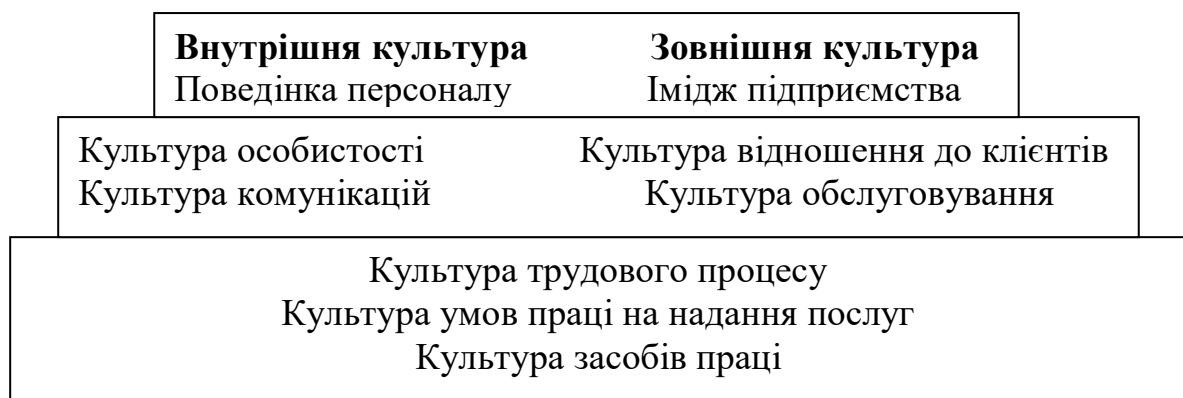 Внутрішня культура Зовнішня культура
Поведінка персоналу Імідж підприємства
Культура особистості Культура відношення до клієнтів
Культура комунікацій Культура обслуговування
Культура трудового процесу
Культура умов праці на надання послуг
Культура засобів праці